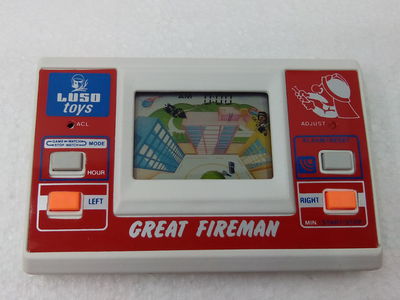 LUSO
toys
ACL
ADJUST
GAME WATCH
STOP WATCH
MODE
HOUR
LEFT
RIGHT
MIN.
GREAT FIREMAN